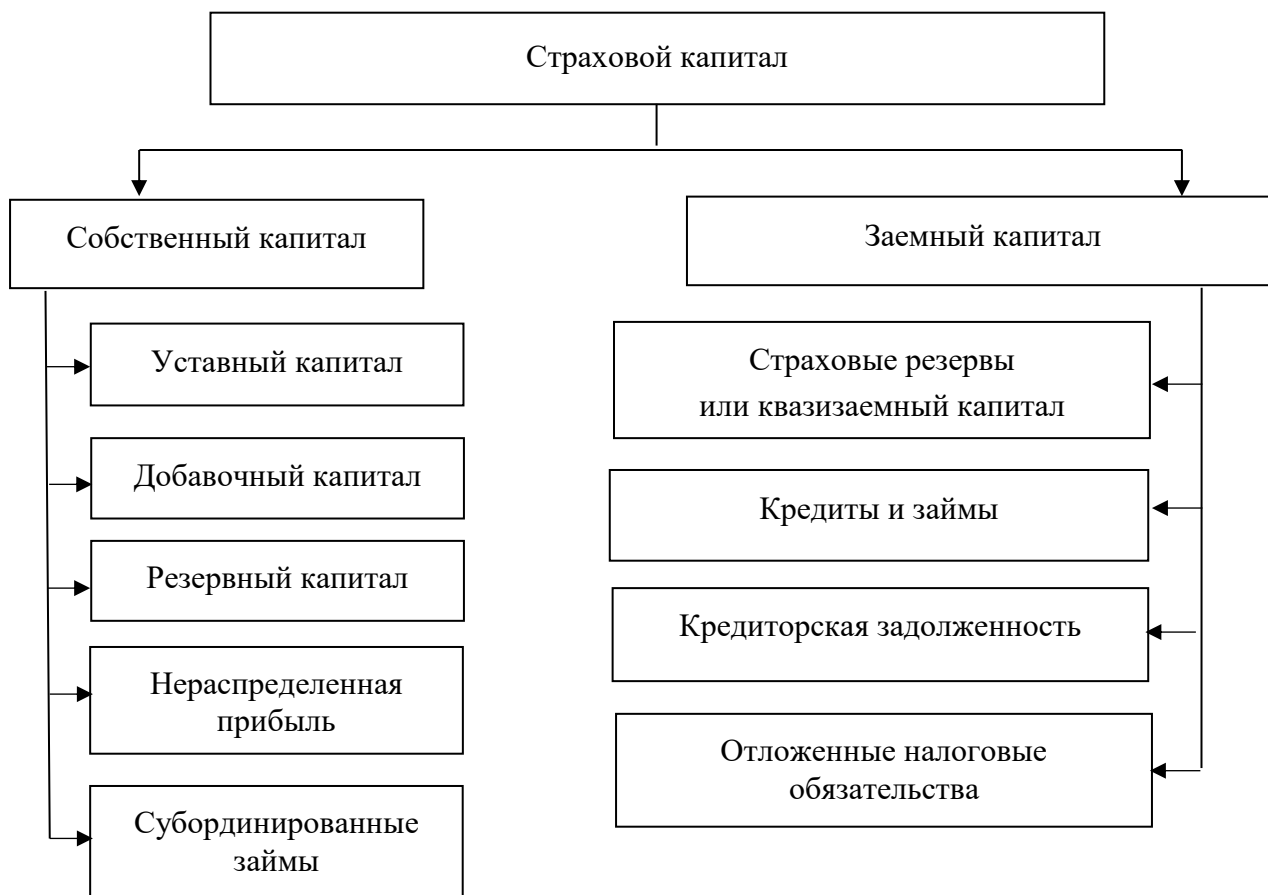 Страховой капитал
Собственный капитал
Заемный капитал
Уставный капитал
Добавочный капитал
Резервный капитал
Нераспределенная
прибыль
Субординированные
займы
Страховые резервы
или квазизаемный капитал
Кредиты и займы
Кредиторская задолженность
Отложенные налоговые
обязательства